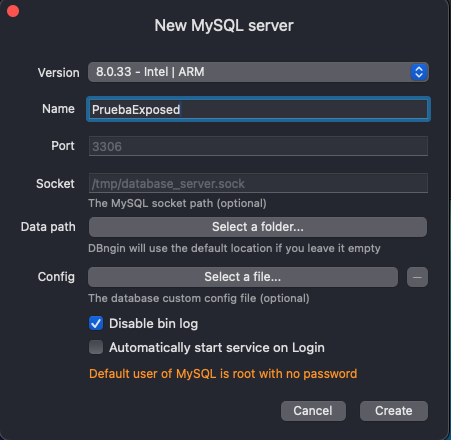 New MySQL server
Version 8.0.33 - Intel | ARM
Name PruebaExposed
Port 3306
Socket /tmp/database_server.sock
The MySQL socket path (optional)
Data path Select a folder...
DBngin will use the default location if you leave it empty
Config Select a file... −
The database custom config file (optional)
Disable bin log
Automatically start service on Login
Default user of MySQL is root with no password
Cancel Create